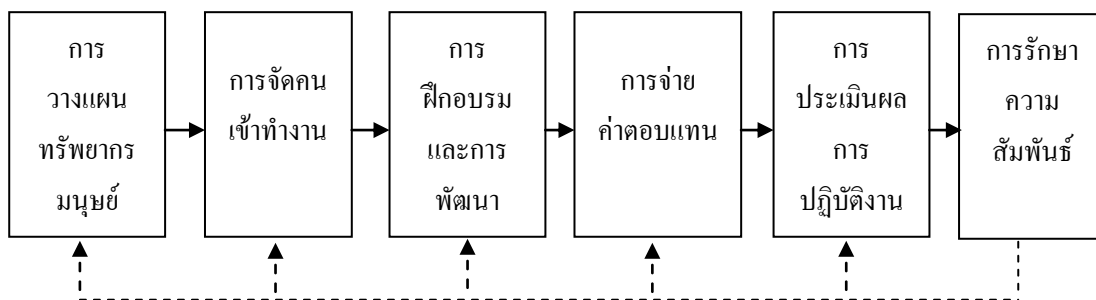 การ
วางแผน
ทรัพยากร
มนุษย์
การจัดคน
เข้าทำงาน
การ
ฝึกอบรม
และการ
พัฒนา
การจ่าย
ค่าตอบแทน
การ
ประเมินผล
การ
ปฏิบัติงาน
การรักษา
ความ
สัมพันธ์